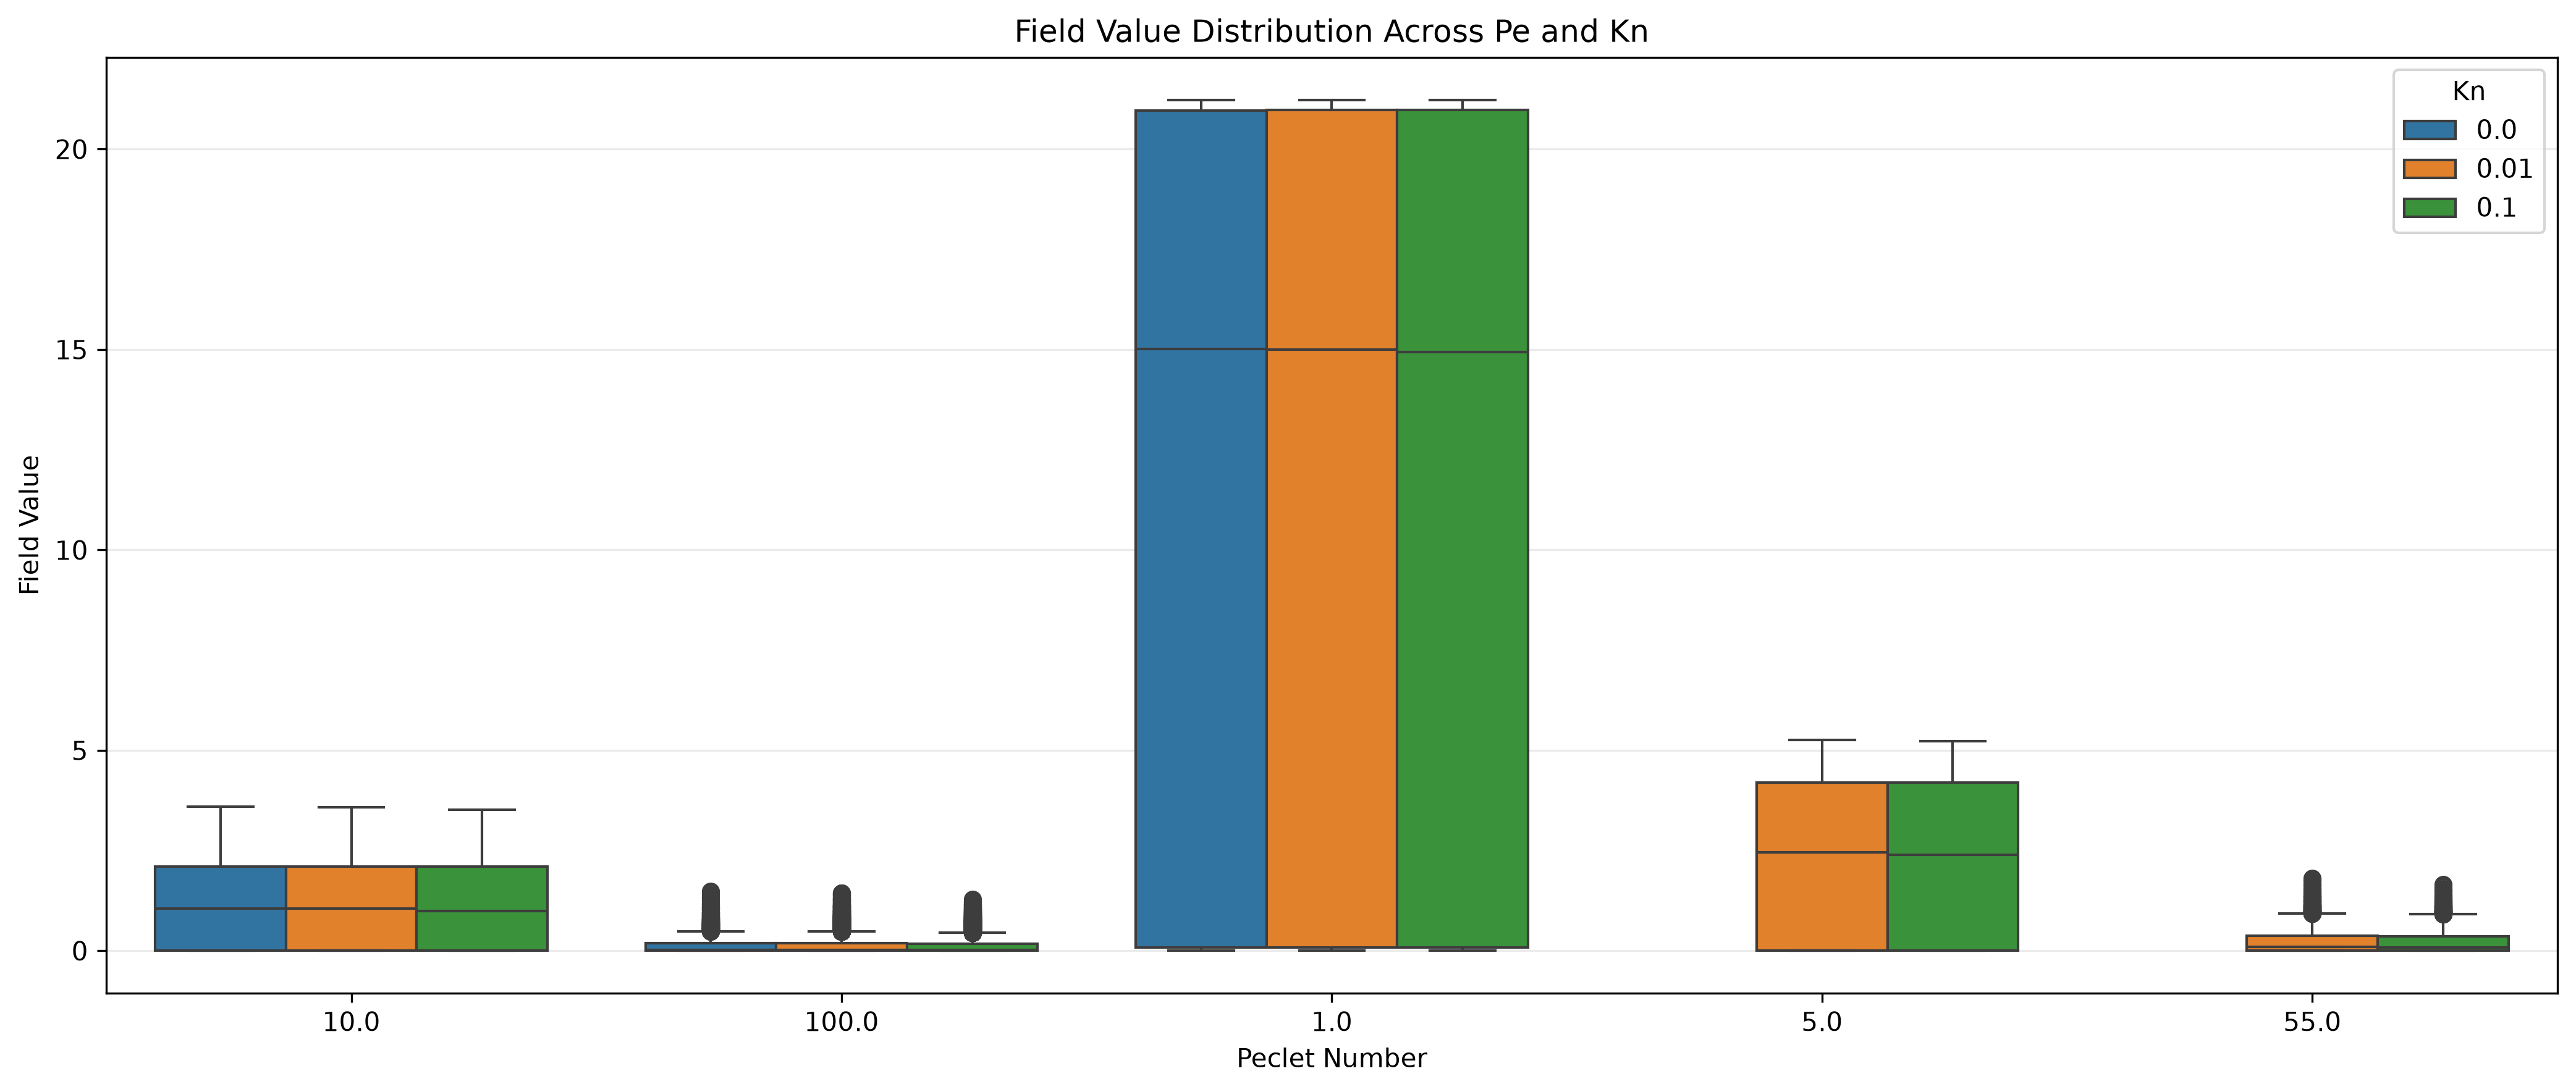 Field Value Distribution Across Pe and Kn
Kn
0.0
0.01
0.1
20
15
10
5
0
Field Value
10.0 100.0 1.0 5.0 55.0
Peclet Number